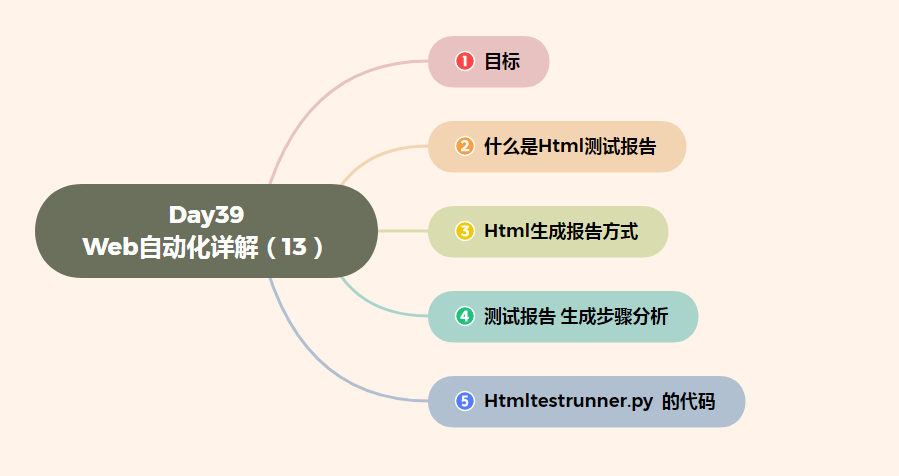 Day39
Web自动化详解（13）
1 目标
2 什么是Html测试报告
3 Html生成报告方式
4 测试报告 生成步骤分析
5 Htmltestrunner.py 的代码